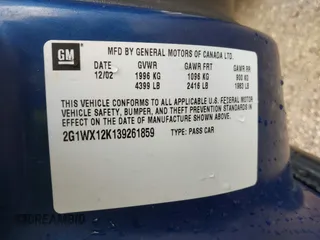 GM
MFD BY GENERAL MOTORS OF CANADA LTD.
DATE GVWR GAWR FRT GAWR RR
12/02 1996 KG 1096 KG 900 KG
4399 LB 2416 LB 1983 LB
THIS VEHICLE CONFORMS TO ALL APPLICABLE U.S. FEDERAL MOTOR
VEHICLE SAFETY, BUMPER, AND THEFT PREVENTION STANDARDS
IN EFFECT ON THE DATE OF MANUFACTURE SHOWN ABOVE.
2G1WX12K139261859 TYPE: PASS CAR
DREAMBID